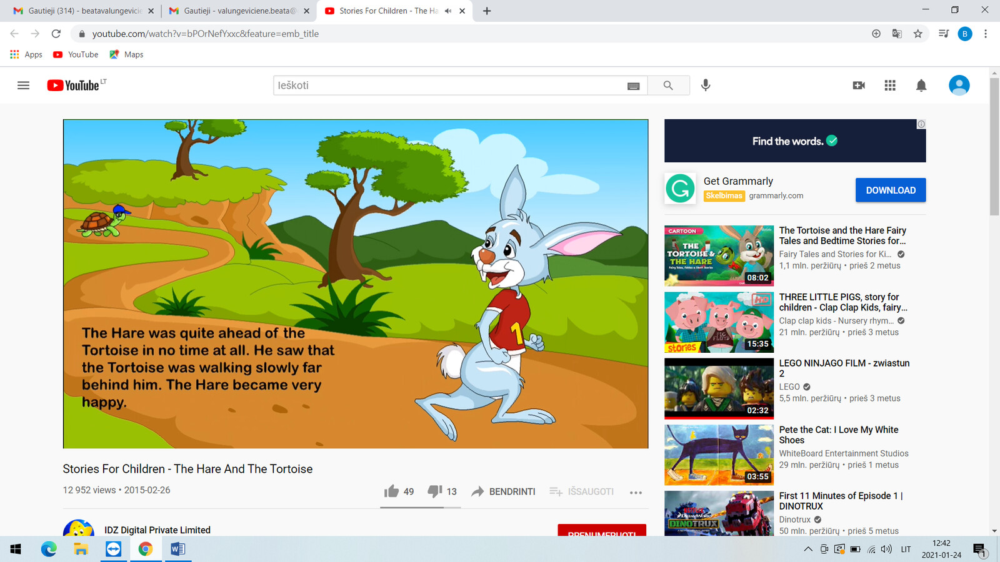 Gautieji (314) - beatavalungevicie
Gautieji - valungeviciene.beata@
Stories For Children - The Ha
youtube.com/watch?v=bPOrNefYxxc&feature=emb_title
B
Apps
YouTube
Maps
YouTube LT
Ieškoti
The Hare was quite ahead of the
Tortoise in no time at all. He saw that
the Tortoise was walking slowly far
behind him. The Hare became very
happy.
1
Stories For Children - The Hare And The Tortoise
12 952 views • 2015-02-26
49
13
BENDRINTI
IŠSAUGOTI
IDZ Digital Private Limited
PRENUMERUOTI
Find the words.
G
Get Grammarly
Skelbimas grammarly.com
DOWNLOAD
CARTOON
THE
TORTOISE &
THE HARE
Fairy Tales, Fables & Short Stories
08:02
The Tortoise and the Hare Fairy
Tales and Bedtime Stories for...
Fairy Tales and Stories for Ki...
1,1 mln. peržiūrų • prieš 2 metus
HD
stories
15:35
THREE LITTLE PIGS, story for
children - Clap Clap Kids, fairy...
Clap clap kids - Nursery rhym...
21 mln. peržiūrų • prieš 3 metus
02:32
LEGO NINJAGO FILM - zwiastun
2
LEGO
5,5 mln. peržiūrų • prieš 3 metus
03:55
Pete the Cat: I Love My White
Shoes
WhiteBoard Entertainment Studios
29 mln. peržiūrų • prieš 1 metus
NETFLIX
DREAMWORKS
DINOTRUX
First 11 Minutes of Episode 1 |
DINOTRUX
Dinotrux
50 mln. peržiūrų • prieš 5 metus
LIT
12:42
2021-01-24
1